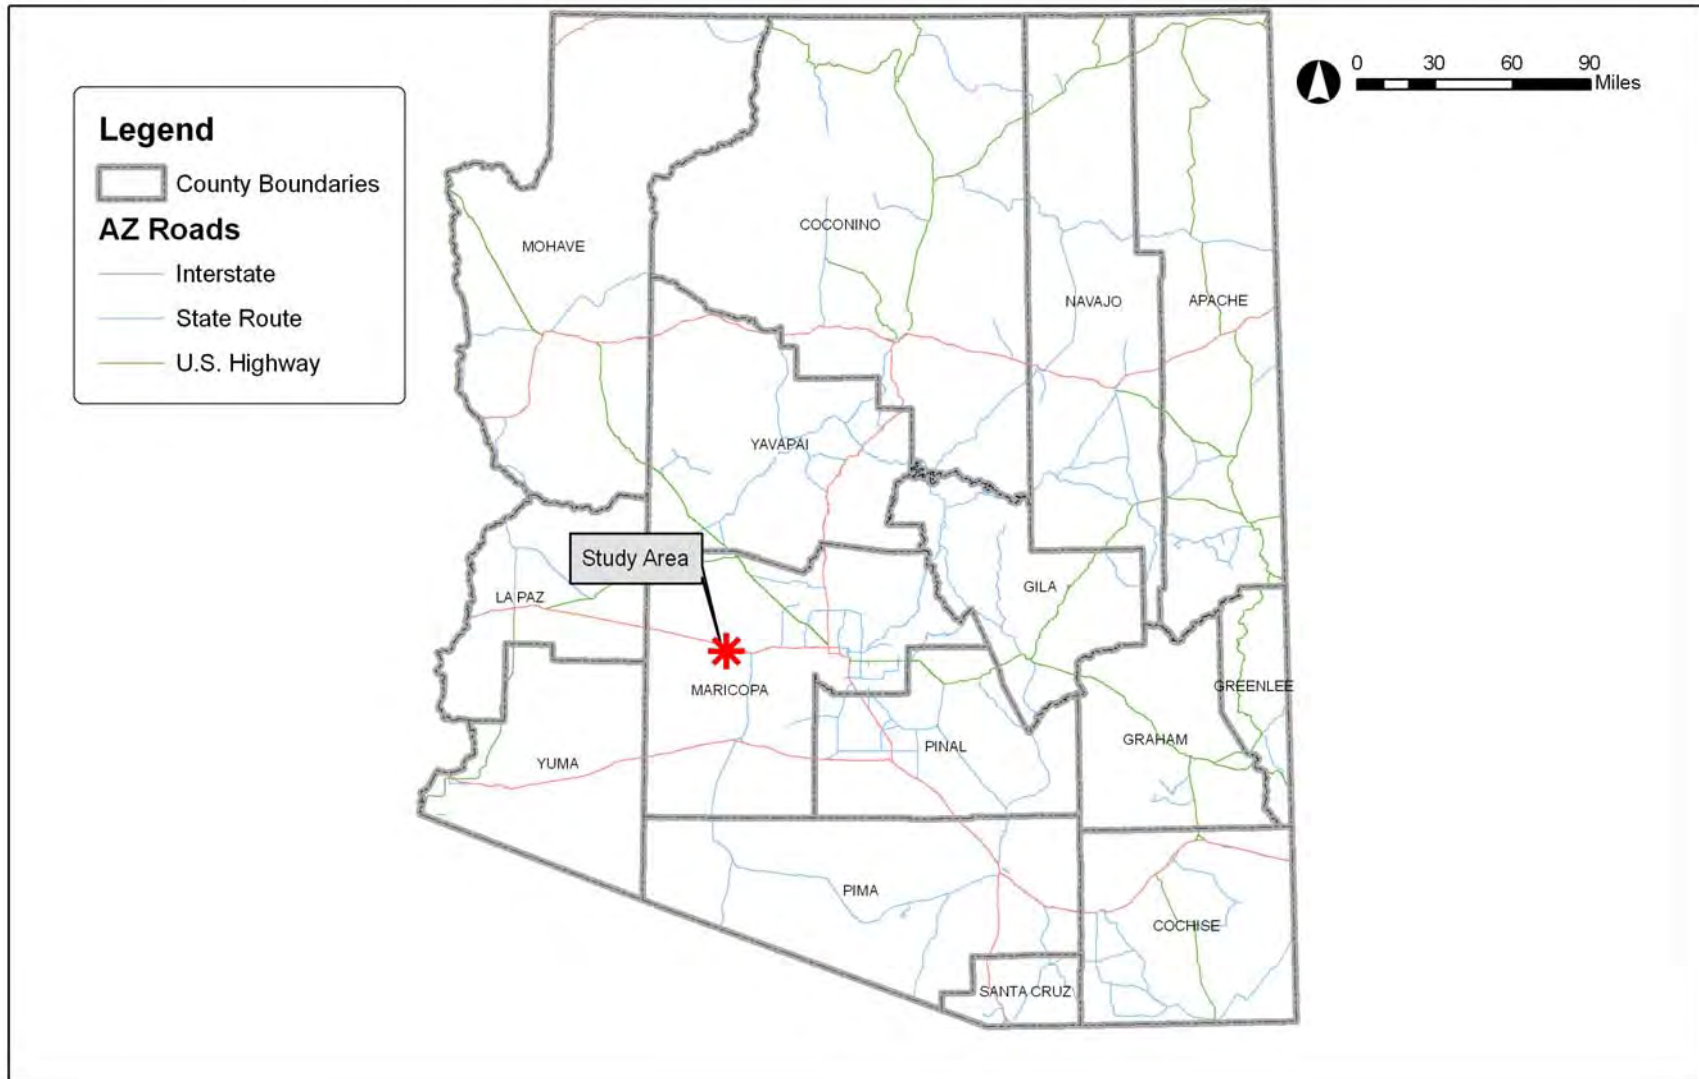 Legend
County Boundaries
AZ Roads
Interstate
State Route
U.S. Highway
0 30 60 90
Miles
MOHAVE
COCONINO
NAVAJO
APACHE
YAVAPAI
Study Area
LA PAZ
GILA
MARICOPA
GREENLEE
YUMA
PINAL
GRAHAM
PIMA
COCHISE
SANTA CRUZ